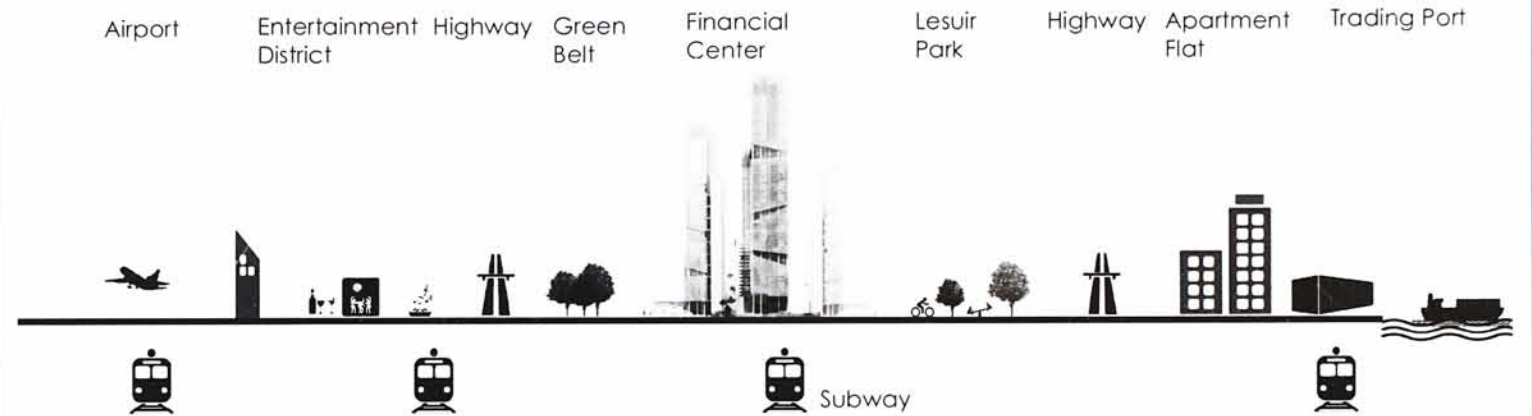 Airport
Entertainment
District
Highway
Green
Belt
Financial
Center
Lesuir
Park
Highway
Apartment
Flat
Trading Port
Subway